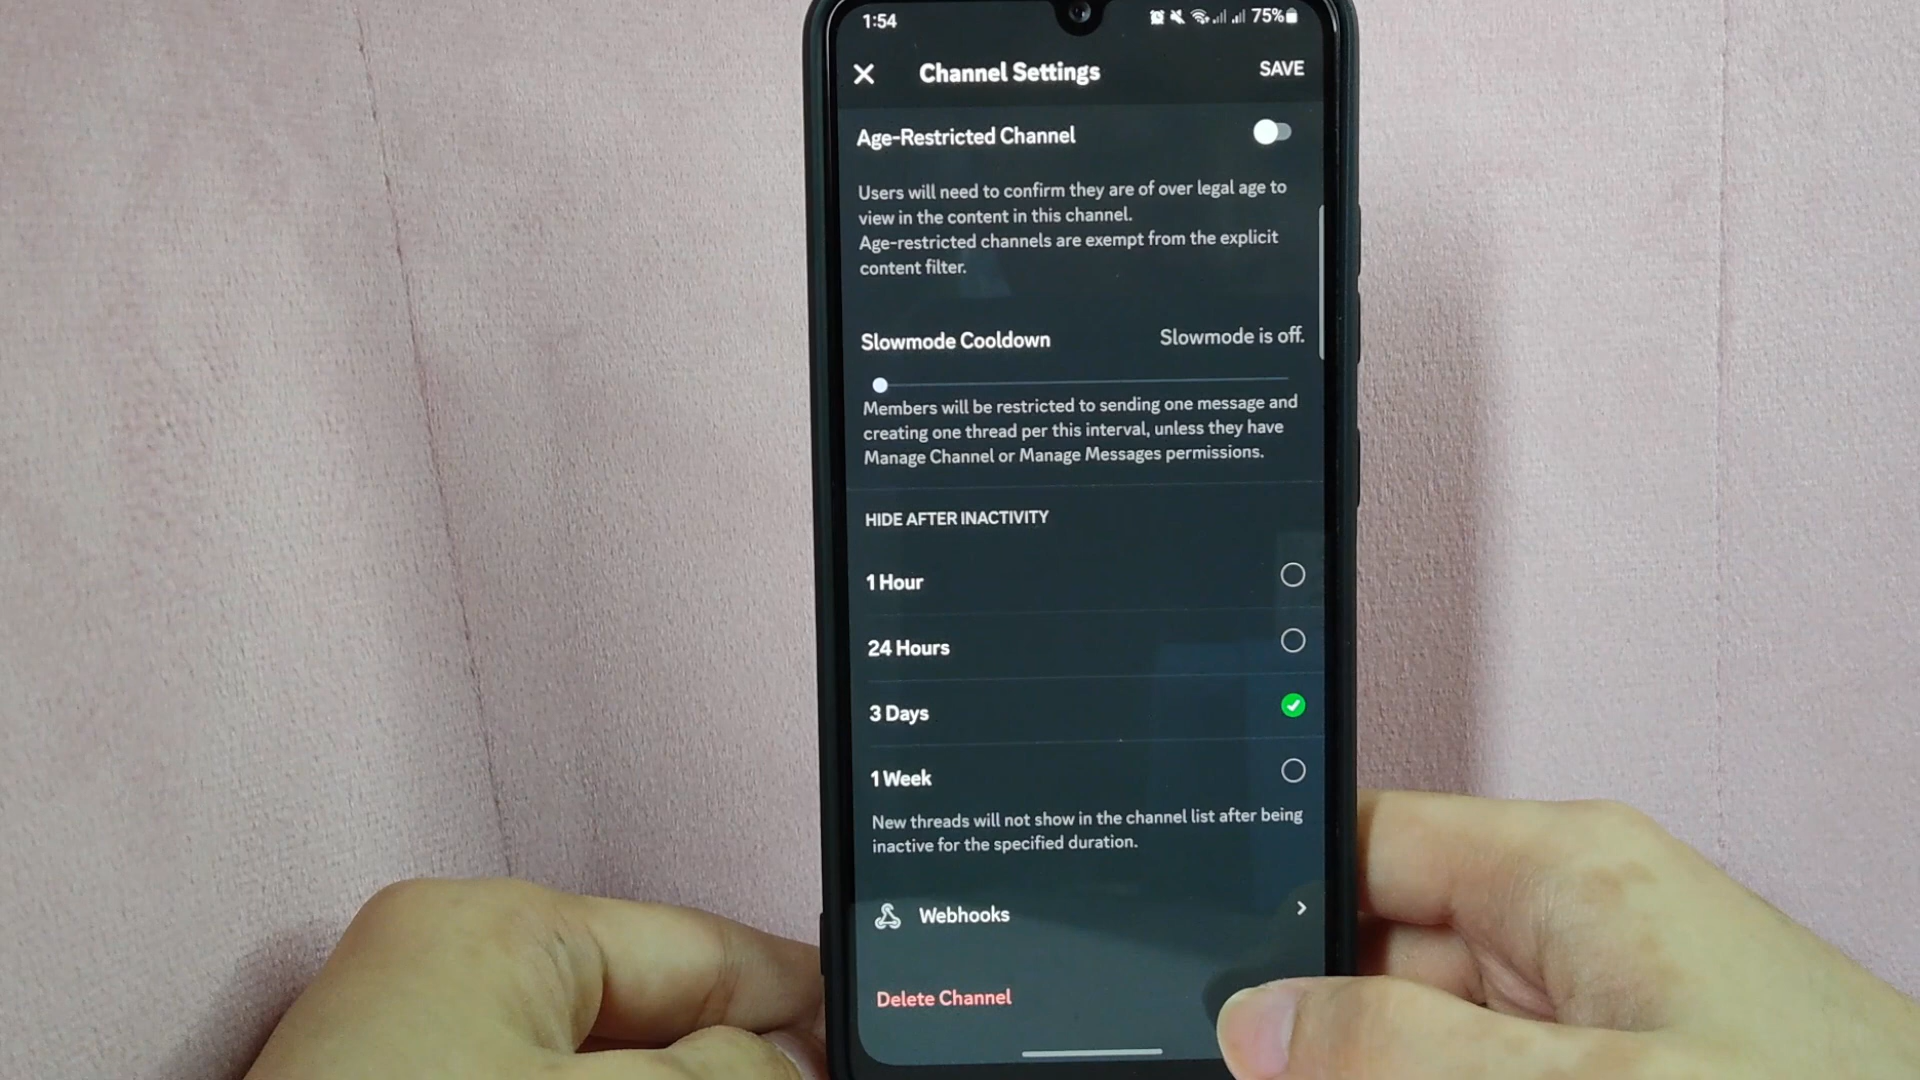 1:54
75%
Channel Settings
SAVE
Age-Restricted Channel
Users will need to confirm they are of over legal age to
view in the content in this channel.
Age-restricted channels are exempt from the explicit
content filter.
Slowmode Cooldown
Slowmode is off.
Members will be restricted to sending one message and
creating one thread per this interval, unless they have
Manage Channel or Manage Messages permissions.
HIDE AFTER INACTIVITY
1 Hour
24 Hours
3 Days
1 Week
New threads will not show in the channel list after being
inactive for the specified duration.
Webhooks
Delete Channel